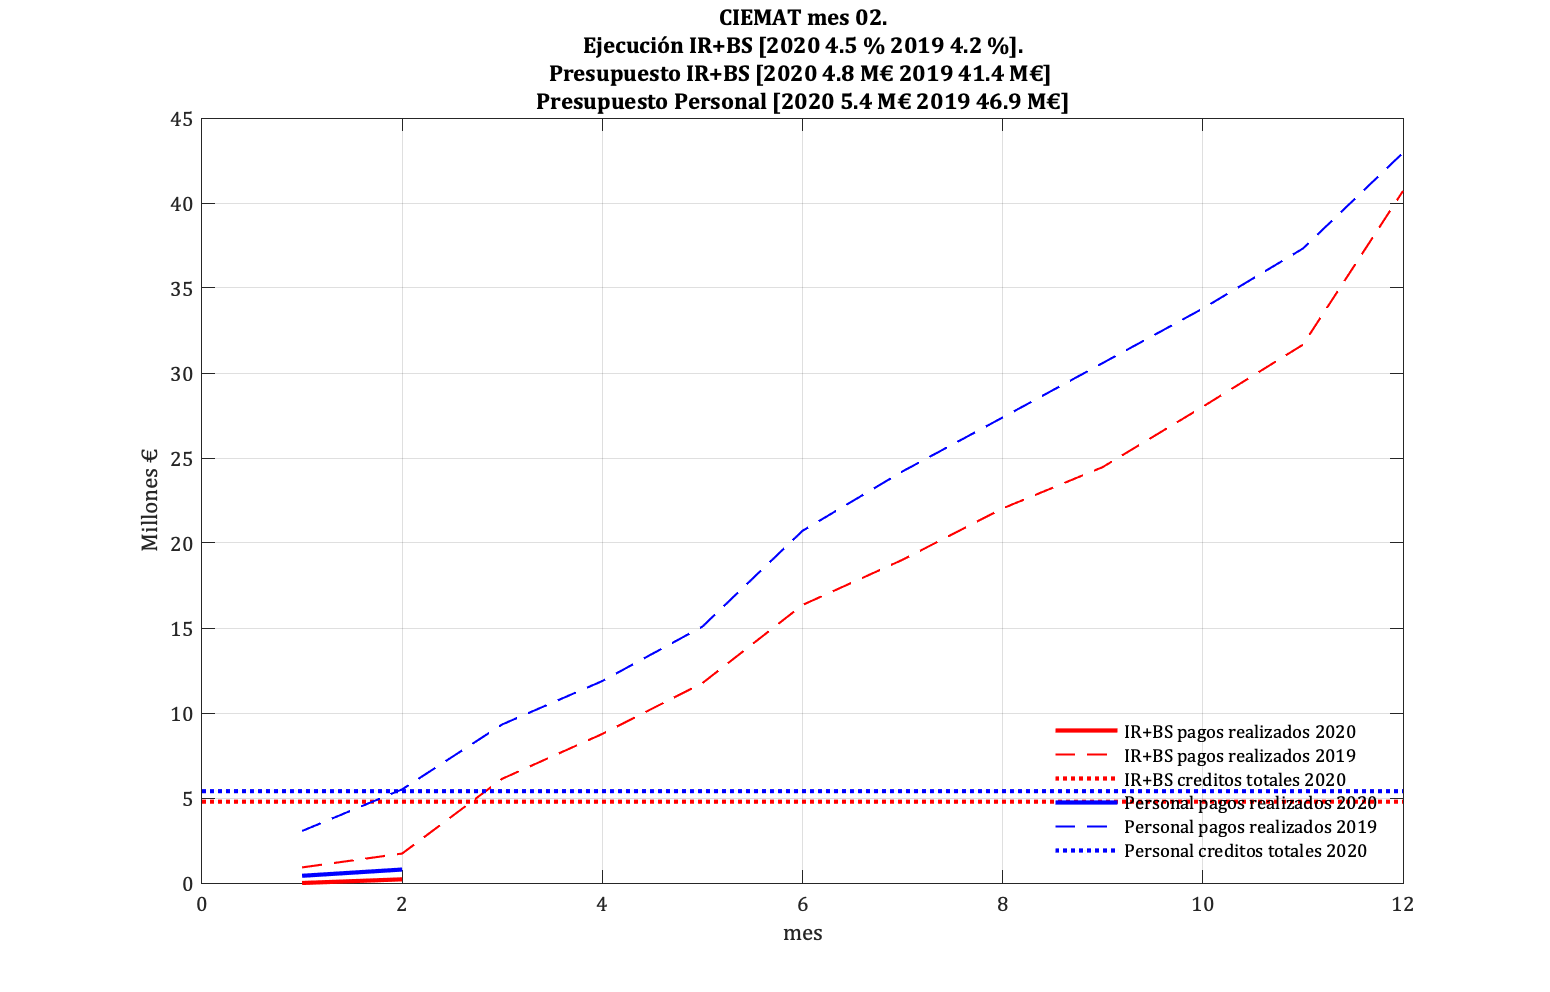 CIEMAT mes 02.
Ejecución IR+BS [2020 4.5 % 2019 4.2 %].
Presupuesto IR+BS [2020 4.8 M€ 2019 41.4 M€]
Presupuesto Personal [2020 5.4 M€ 2019 46.9 M€]
45
40
35
30
25
20
15
10
5
0
Millones €
IR+BS pagos realizados 2020
IR+BS pagos realizados 2019
IR+BS creditos totales 2020
Personal pagos realizados 2020
Personal pagos realizados 2019
Personal creditos totales 2020
0 2 4 6 8 10 12
mes